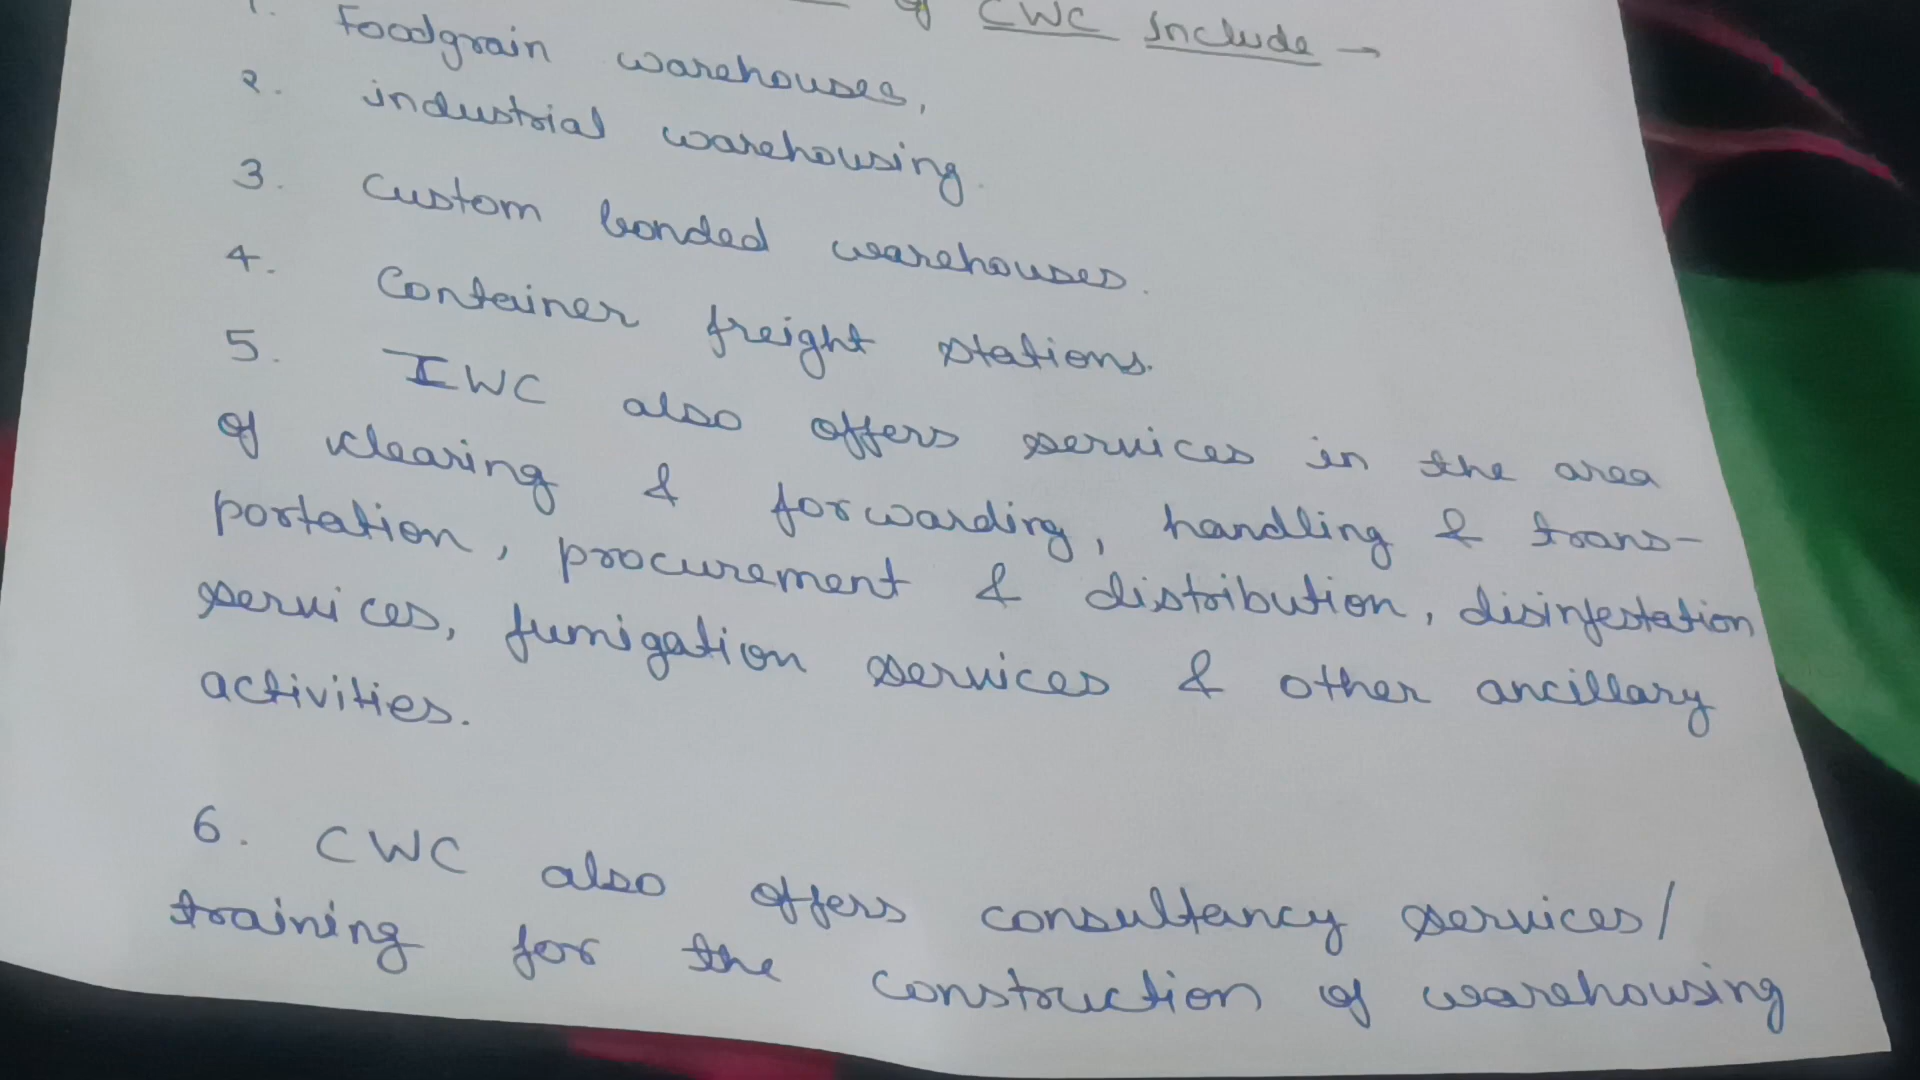 of CWC Include →
1. Foodgrain warehouses,
2. industrial warehousing.
3. Custom bonded warehouses.
4. Container freight stations.
5. IWC also offers services in the area
of clearing & forwarding, handling & trans-
portation, procurement & distribution, disinfestation
services, fumigation services & other ancillary
activities.
6. CWC also offers consultancy services/
training for the construction of warehousing